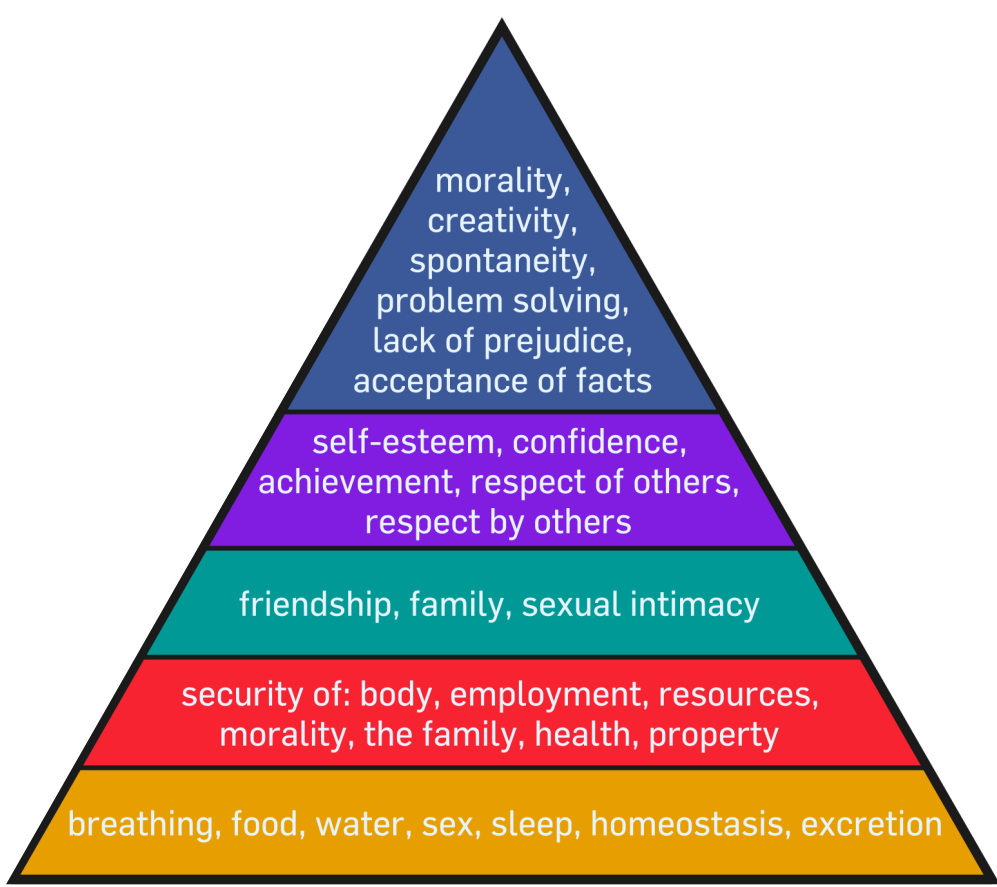 morality,
creativity,
spontaneity,
problem solving,
lack of prejudice,
acceptance of facts
self-esteem, confidence,
achievement, respect of others,
respect by others
friendship, family, sexual intimacy
security of: body, employment, resources,
morality, the family, health, property
breathing, food, water, sex, sleep, homeostasis, excretion